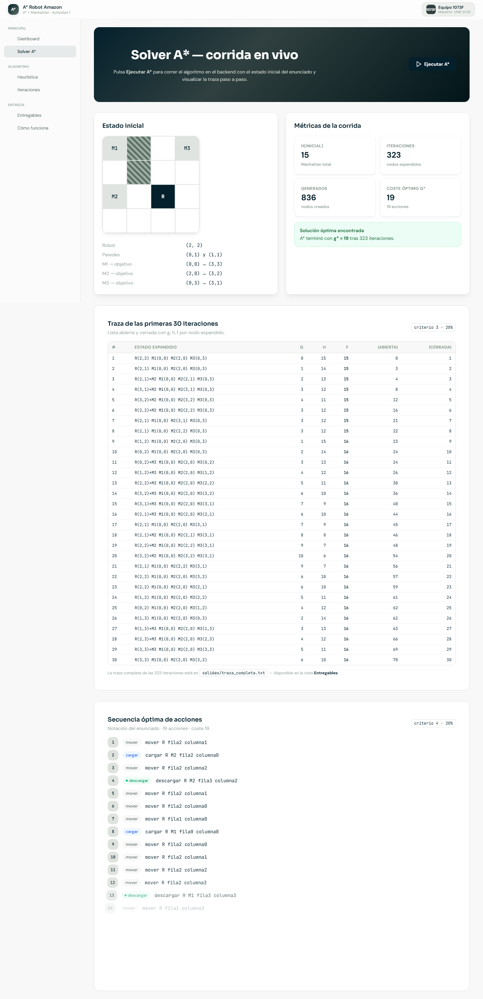 A* A* Robot Amazon
A* + Manhattan · Actividad 1
1073F Equipo 1073F
Maestría · UNIR 2026
PRINCIPAL
Dashboard
Solver A*
ALGORITMO
Heurística
Iteraciones
ENTREGA
Entregables
Cómo funciona
Solver A* — corrida en vivo
Pulsa Ejecutar A* para correr el algoritmo en el backend con el estado inicial del enunciado y
visualizar la traza paso a paso.
Ejecutar A*
Estado inicial
M1 M3
M2 R
Robot (2, 2)
Paredes (0,1) y (1,1)
M1 → objetivo (0,0) → (3,3)
M2 → objetivo (2,0) → (3,2)
M3 → objetivo (0,3) → (3,1)
Métricas de la corrida
H(INICIAL)
15
Manhattan total
ITERACIONES
323
nodos expandidos
GENERADOS
836
nodos creados
COSTE ÓPTIMO G*
19
19 acciones
Solución óptima encontrada
A* terminó con g* = 19 tras 323 iteraciones.
Traza de las primeras 30 iteraciones
Lista abierta y cerrada con g, h, f por nodo expandido.
criterio 3 · 20%
# ESTADO EXPANDIDO G H F |ABIERTA| |CERRADA|
1 R(2,2) M1(0,0) M2(2,0) M3(0,3) 0 15 15 0 1
2 R(2,1) M1(0,0) M2(2,0) M3(0,3) 1 14 15 3 2
3 R(2,1)+M2 M1(0,0) M2(2,1) M3(0,3) 2 13 15 4 3
4 R(3,1)+M2 M1(0,0) M2(3,1) M3(0,3) 3 12 15 8 4
5 R(3,2)+M2 M1(0,0) M2(3,2) M3(0,3) 4 11 15 12 5
6 R(2,2)+M2 M1(0,0) M2(2,2) M3(0,3) 3 12 15 16 6
7 R(2,1) M1(0,0) M2(3,1) M3(0,3) 3 12 15 21 7
8 R(2,1) M1(0,0) M2(2,2) M3(0,3) 3 12 15 22 8
9 R(1,2) M1(0,0) M2(2,0) M3(0,3) 1 15 16 23 9
10 R(0,2) M1(0,0) M2(2,0) M3(0,3) 2 14 16 24 10
11 R(0,2)+M3 M1(0,0) M2(2,0) M3(0,2) 3 13 16 24 11
12 R(1,2)+M3 M1(0,0) M2(2,0) M3(1,2) 4 12 16 26 12
13 R(2,2)+M3 M1(0,0) M2(2,0) M3(2,2) 5 11 16 30 13
14 R(3,2)+M3 M1(0,0) M2(2,0) M3(3,2) 6 10 16 36 14
15 R(3,1)+M3 M1(0,0) M2(2,0) M3(3,1) 7 9 16 40 15
16 R(2,1)+M3 M1(0,0) M2(2,0) M3(2,1) 6 10 16 44 16
17 R(2,1) M1(0,0) M2(2,0) M3(3,1) 7 9 16 45 17
18 R(2,1)+M2 M1(0,0) M2(2,1) M3(3,1) 8 8 16 46 18
19 R(2,2)+M2 M1(0,0) M2(2,2) M3(3,1) 9 7 16 48 19
20 R(3,2)+M2 M1(0,0) M2(3,2) M3(3,1) 10 6 16 54 20
21 R(2,1) M1(0,0) M2(2,2) M3(3,1) 9 7 16 56 21
22 R(2,2) M1(0,0) M2(2,0) M3(3,2) 6 10 16 57 22
23 R(2,2) M1(0,0) M2(2,0) M3(2,1) 6 10 16 59 23
24 R(1,2) M1(0,0) M2(2,0) M3(2,2) 5 11 16 61 24
25 R(0,2) M1(0,0) M2(2,0) M3(1,2) 4 12 16 62 25
26 R(1,3) M1(0,0) M2(2,0) M3(0,3) 2 14 16 62 26
27 R(1,3)+M3 M1(0,0) M2(2,0) M3(1,3) 3 13 16 63 27
28 R(2,3)+M3 M1(0,0) M2(2,0) M3(2,3) 4 12 16 66 28
29 R(3,3)+M3 M1(0,0) M2(2,0) M3(3,3) 5 11 16 69 29
30 R(3,3) M1(0,0) M2(2,0) M3(3,2) 6 10 16 70 30
La traza completa de las 323 iteraciones está en salidas/traza_completa.txt — disponible en la vista Entregables.
Secuencia óptima de acciones
Notación del enunciado · 19 acciones · coste 19
criterio 4 · 20%
1 mover mover R fila2 columna1
2 cargar cargar R M2 fila2 columna0
3 mover mover R fila2 columna2
4 descargar descargar R M2 fila3 columna2
5 mover mover R fila2 columna1
6 mover mover R fila2 columna0
7 mover mover R fila1 columna0
8 cargar cargar R M1 fila0 columna0
9 mover mover R fila2 columna0
10 mover mover R fila2 columna1
11 mover mover R fila2 columna2
12 mover mover R fila2 columna3
13 descargar descargar R M1 fila3 columna3
14 mover mover R fila1 columna3